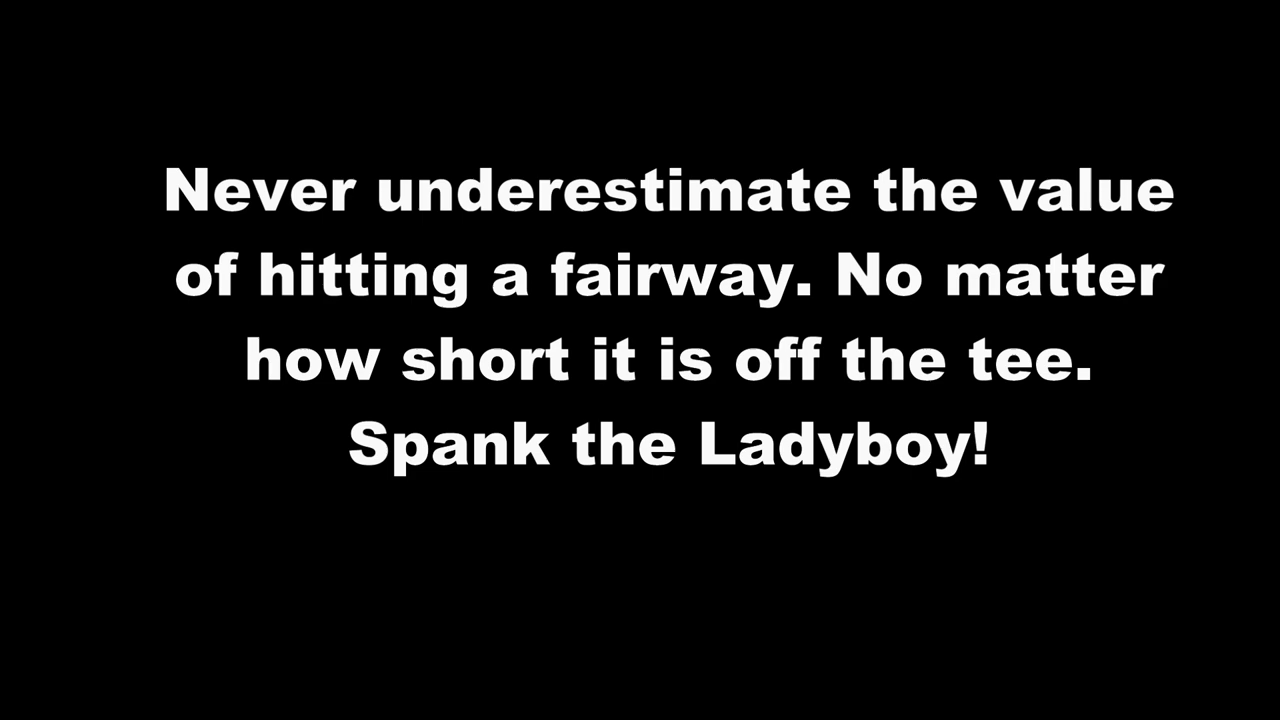 Never underestimate the value
of hitting a fairway. No matter
how short it is off the tee.
Spank the Ladyboy!